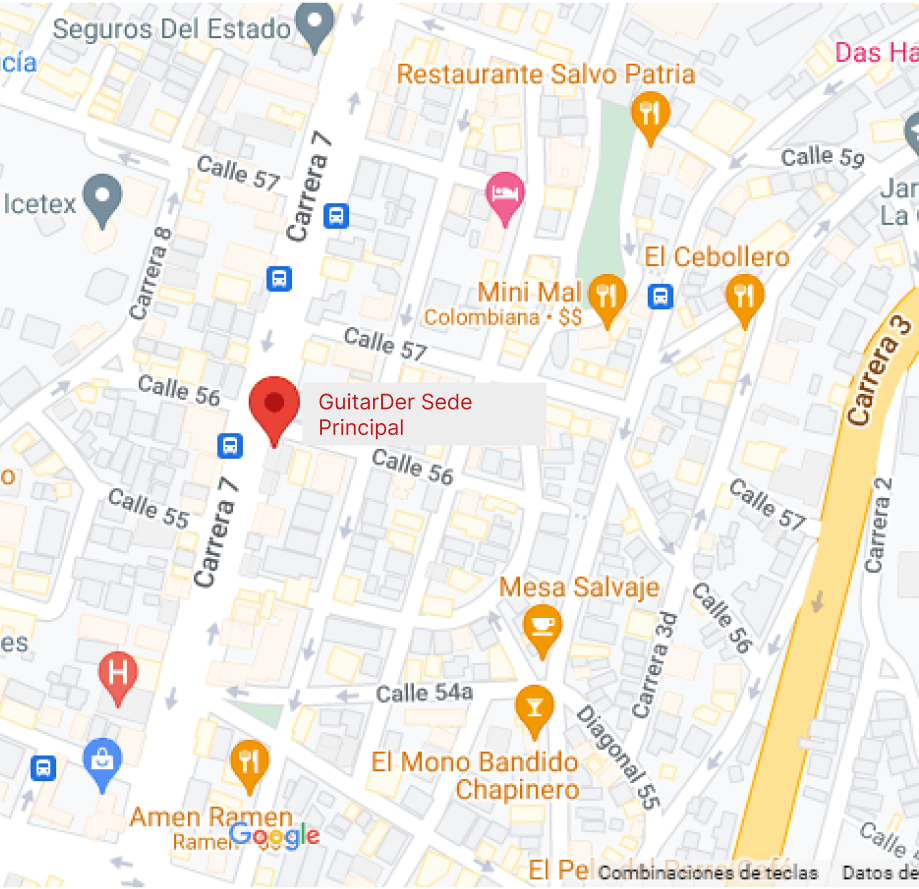 Seguros Del Estado
Das Ha
cía
Restaurante Salvo Patria
Carrera 7
Calle 57
Calle 59
Icetex
Jar
La
Carrera 8
El Cebollero
Mini Mal
Colombiana • $$
Calle 57
Carrera 3
Calle 56
GuitarDer Sede
Principal
Calle 56
o
Calle 55
Carrera 7
Calle 57
Carrera 2
Mesa Salvaje
Calle 56
Carrera 3d
es
H
Calle 54a
Diagonal 55
El Mono Bandido
Chapinero
Amen Ramen
Ramen
Google
Calle
El
Combinaciones de teclas
Datos de